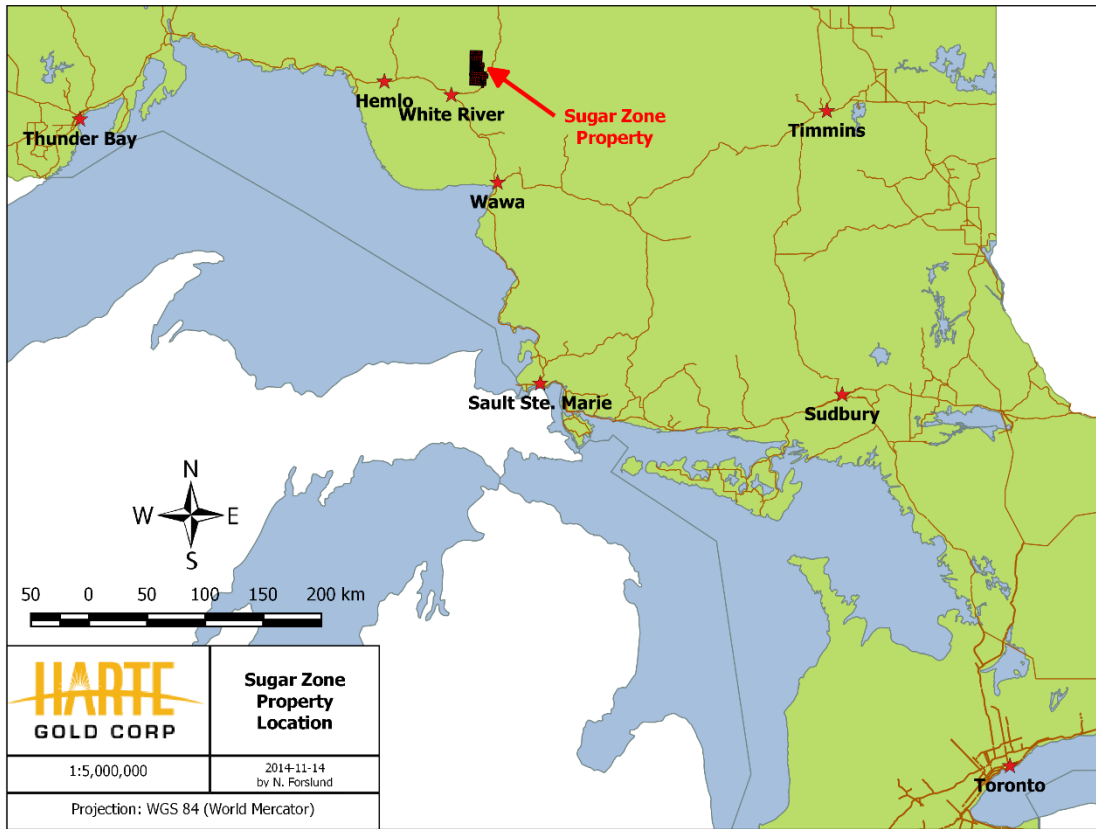 Hemlo
White River
Thunder Bay
Sugar Zone
Property
Timmins
Wawa
Sault Ste. Marie
Sudbury
N
W E
S
50 0 50 100 150 200 km
HARTE
GOLD CORP
Sugar Zone
Property
Location
1:5,000,000
2014-11-14
by N. Forslund
Projection: WGS 84 (World Mercator)
Toronto